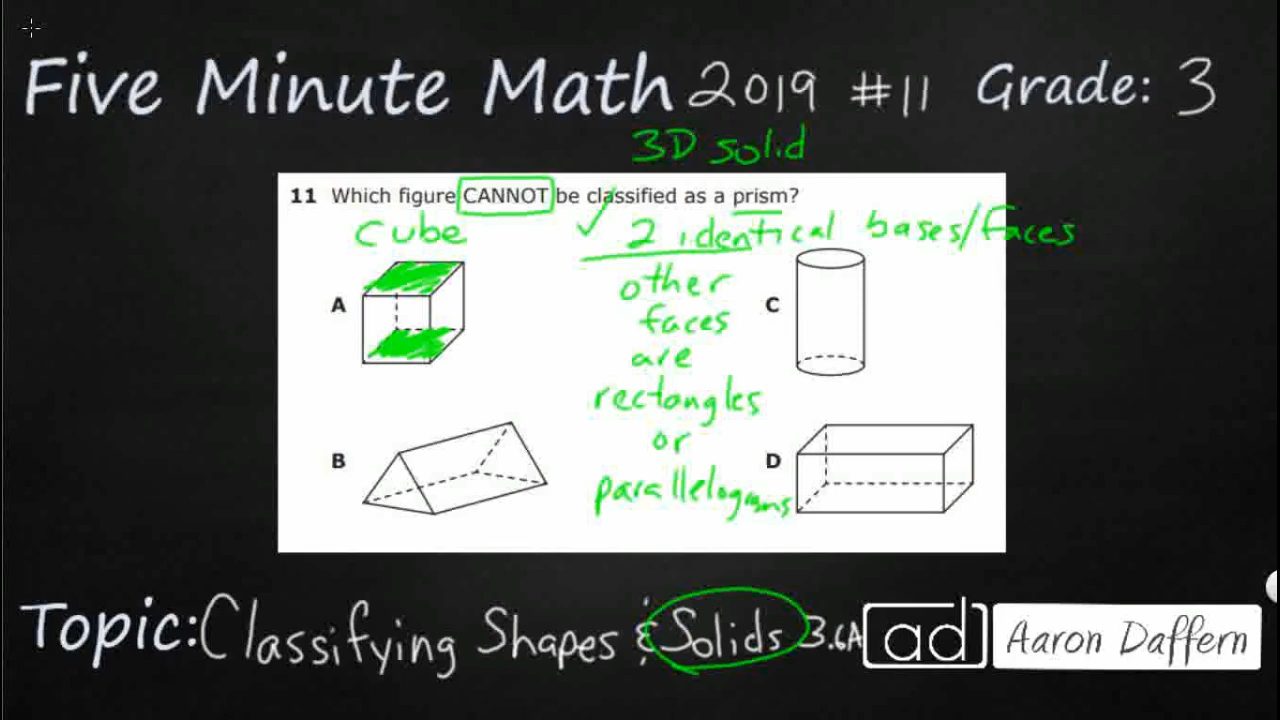 Five Minute Math 2019 #11 Grade: 3
3D solid
11 Which figure CANNOT be classified as a prism?
cube
✓ 2 identical bases/faces
A
other
faces
are
rectangles
or
parallelograms
C
B
D
Topic: Classifying Shapes & Solids 3.6A
ad Aaron Daffern